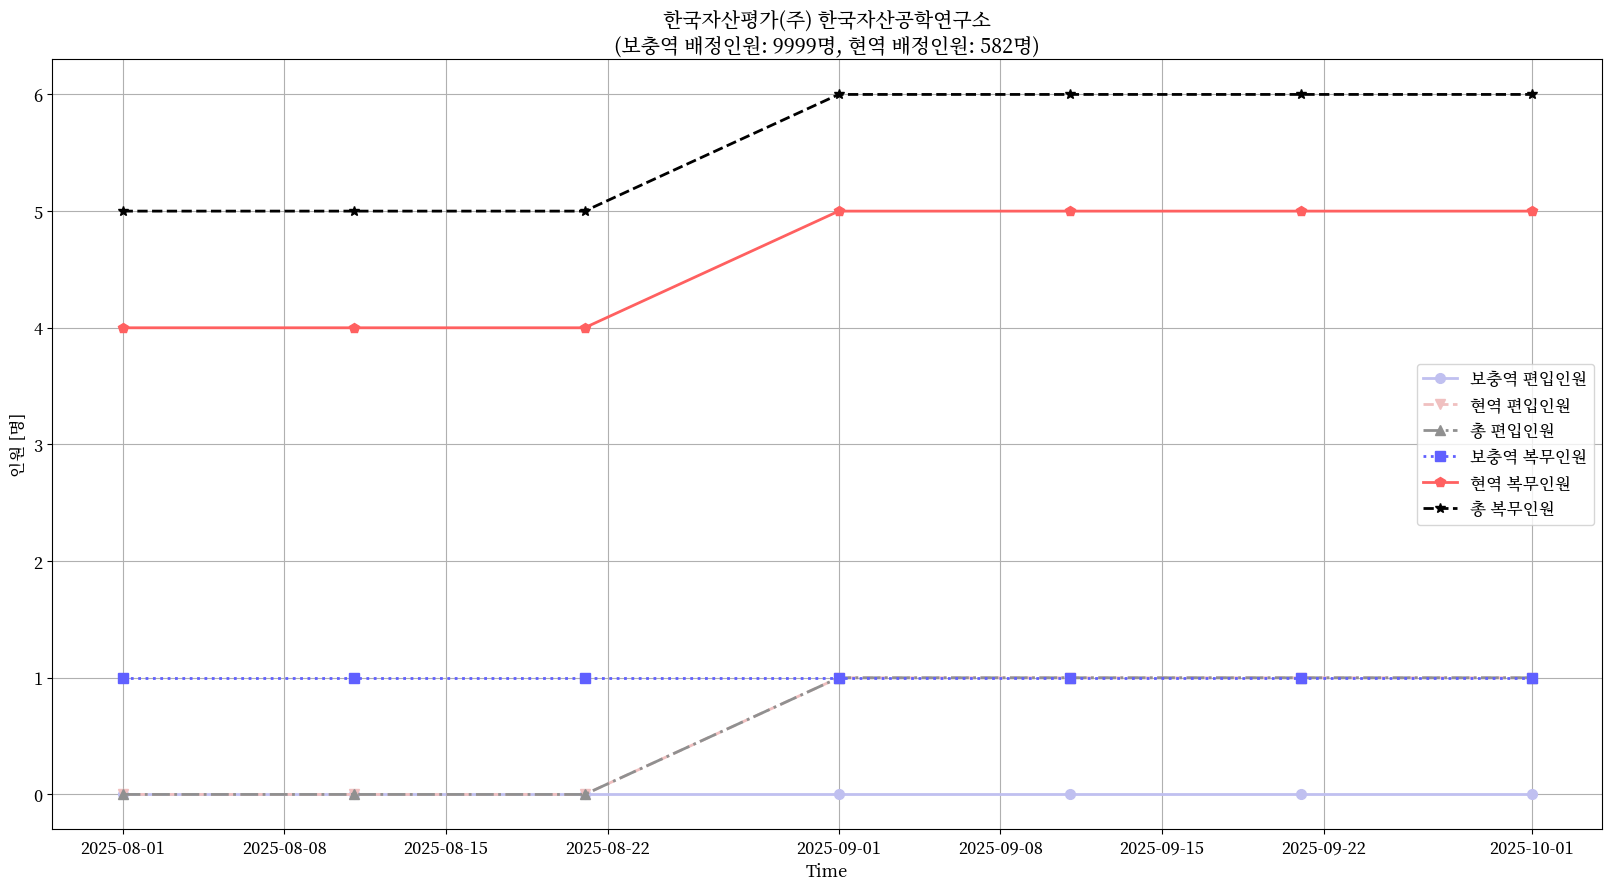 한국자산평가(주) 한국자산공학연구소
(보충역 배정인원: 9999명, 현역 배정인원: 582명)
6
5
4
3
2
1
0
인원 [명]
보충역 편입인원
현역 편입인원
총 편입인원
보충역 복무인원
현역 복무인원
총 복무인원
2025-08-01
2025-08-08
2025-08-15
2025-08-22
2025-09-01
2025-09-08
2025-09-15
2025-09-22
2025-10-01
Time